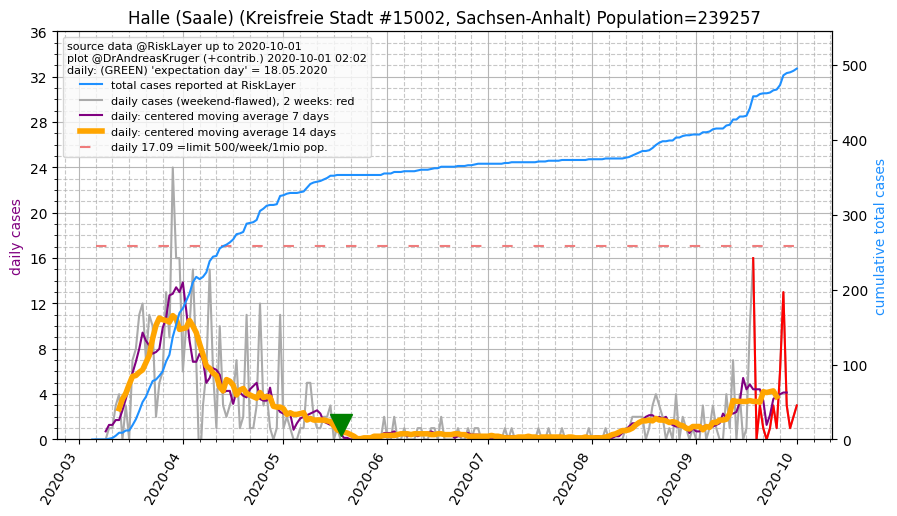 Halle (Saale) (Kreisfreie Stadt #15002, Sachsen-Anhalt) Population=239257
source data @RiskLayer up to 2020-10-01
plot @DrAndreasKruger (+contrib.) 2020-10-01 02:02
daily: (GREEN) 'expectation day' = 18.05.2020
total cases reported at RiskLayer
daily cases (weekend-flawed), 2 weeks: red
daily: centered moving average 7 days
daily: centered moving average 14 days
daily 17.09 =limit 500/week/1mio pop.
daily cases
36
32
28
24
20
16
12
8
4
0
cumulative total cases
500
400
300
200
100
0
2020-03
2020-04
2020-05
2020-06
2020-07
2020-08
2020-09
2020-10